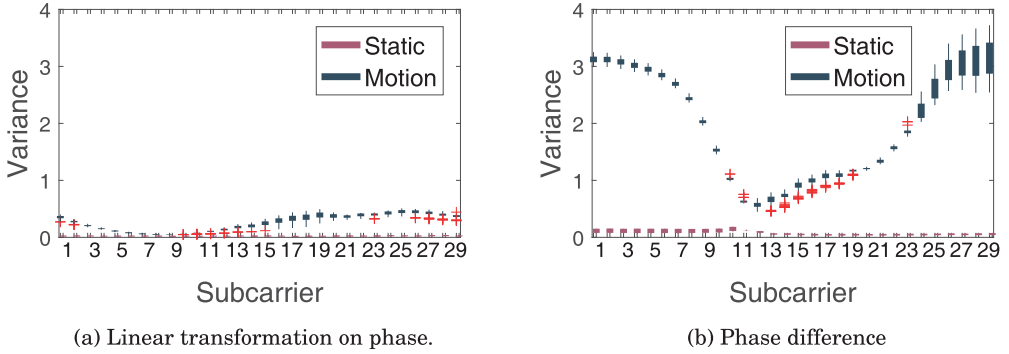 4
3
2
1
0
Variance
Static
Motion
1 3 5 7 9 11 13 15 17 19 21 23 25 27 29
Subcarrier
(a) Linear transformation on phase.
4
3
2
1
0
Variance
Static
Motion
1 3 5 7 9 11 13 15 17 19 21 23 25 27 29
Subcarrier
(b) Phase difference